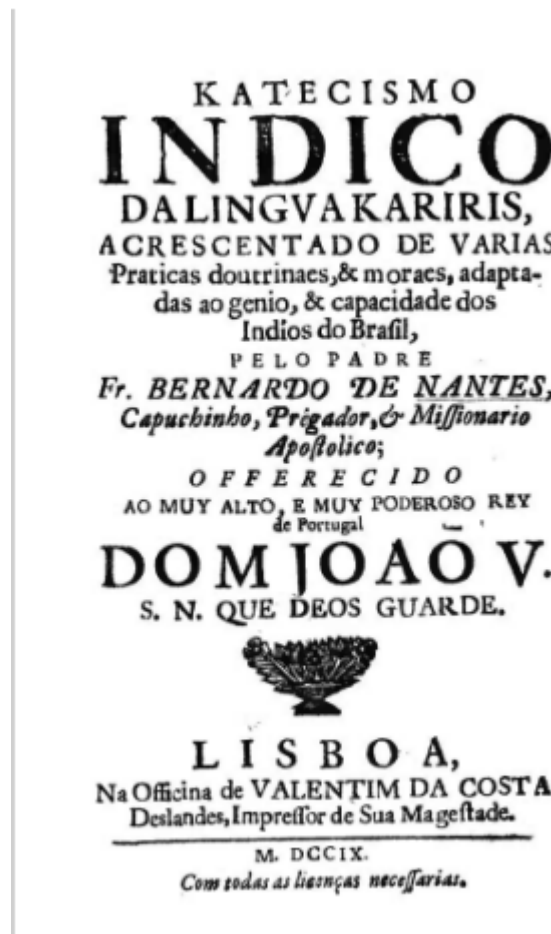 KATECISMO
INDICO
DA LINGVA KARIRIS,
ACRESCENTADO DE VARIAS
Praticas doutrinaes, & moraes, adapta-
das ao genio, & capacidade dos
Indios do Braſil,
PELO PADRE
Fr. BERNARDO DE NANTES,
Capuchinho, Prégador, & Miſſionario
Apoſtolico;
OFFERECIDO
AO MUY ALTO, E MUY PODEROSO REY
de Portugal
DOM JOAÕ V.
S. N. QUE DEOS GUARDE.
LISBOA,
Na Officina de VALENTIM DA COSTA
Deslandes, Impreſſor de Sua Mageſtade.
M. DCCIX.
Com todas as licenças neceſſarias.